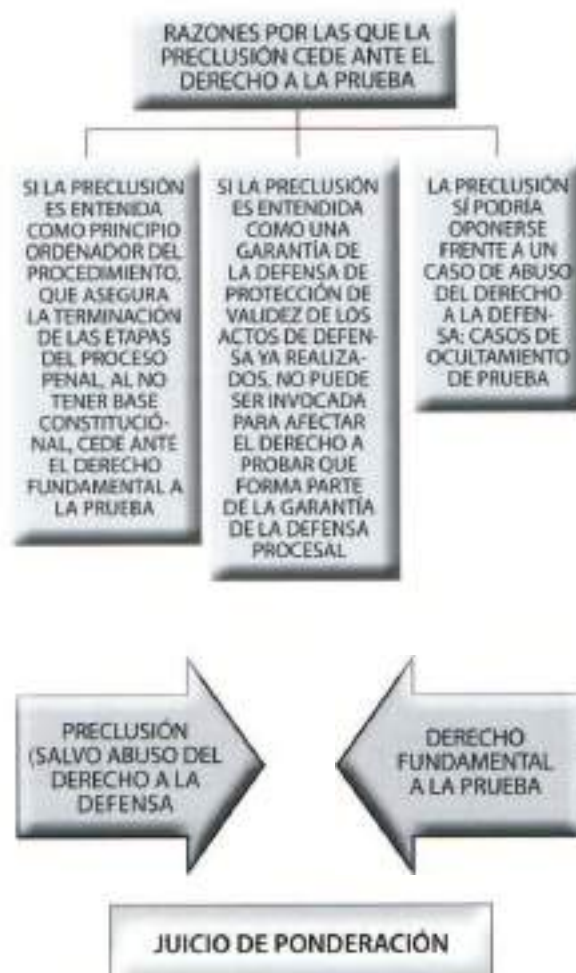 RAZONES POR LAS QUE LA
PRECLUSIÓN CEDE ANTE EL
DERECHO A LA PRUEBA
SI LA PRECLUSIÓN
ES ENTENIDA
COMO PRINCIPIO
ORDENADOR DEL
PROCEDIMIENTO,
QUE ASEGURA
LA TERMINACIÓN
DE LAS ETAPAS
DEL PROCESO
PENAL, AL NO
TENER BASE
CONSTITUCIÓ-
NAL, CEDE ANTE
EL DERECHO
FUNDAMENTAL A
LA PRUEBA
SI LA PRECLUSIÓN
ES ENTENDIDA
COMO UNA
GARANTÍA DE
LA DEFENSA DE
PROTECCIÓN DE
VALIDEZ DE LOS
ACTOS DE DEFEN-
SA YA REALIZA-
DOS, NO PUEDE
SER INVOCADA
PARA AFECTAR
EL DERECHO A
PROBAR QUE
FORMA PARTE
DE LA GARANTÍA
DE LA DEFENSA
PROCESAL
LA PRECLUSIÓN
SÍ PODRÍA
OPONERSE
FRENTE A UN
CASO DE ABUSO
DEL DERECHO
A LA DEFEN-
SA: CASOS DE
OCULTAMIENTO
DE PRUEBA
PRECLUSIÓN
(SALVO ABUSO DEL
DERECHO A LA
DEFENSA
DERECHO
FUNDAMENTAL
A LA PRUEBA
JUICIO DE PONDERACIÓN